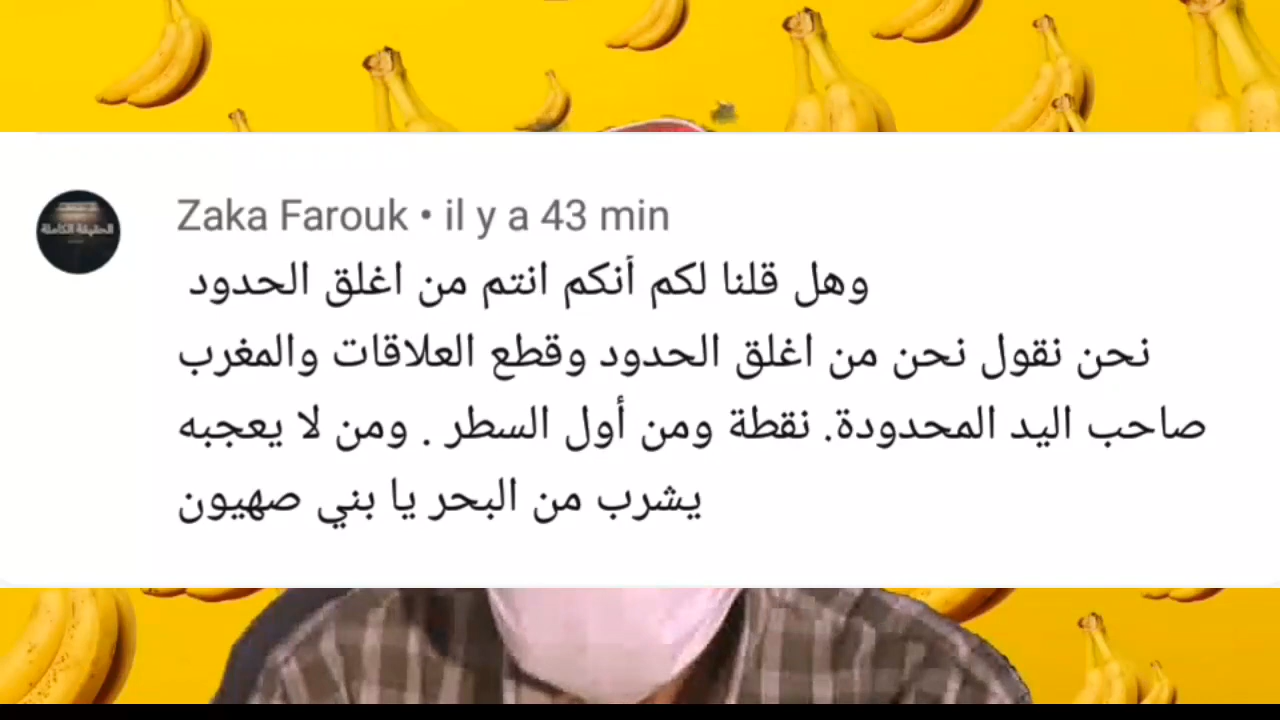 Zaka Farouk • il y a 43 min
وهل قلنا لكم أنكم انتم من اغلق الحدود
نحن نقول نحن من اغلق الحدود وقطع العلاقات والمغرب
صاحب اليد المحدودة. نقطة ومن أول السطر . ومن لا يعجبه
يشرب من البحر يا بني صهيون
الحقيقة الكاملة